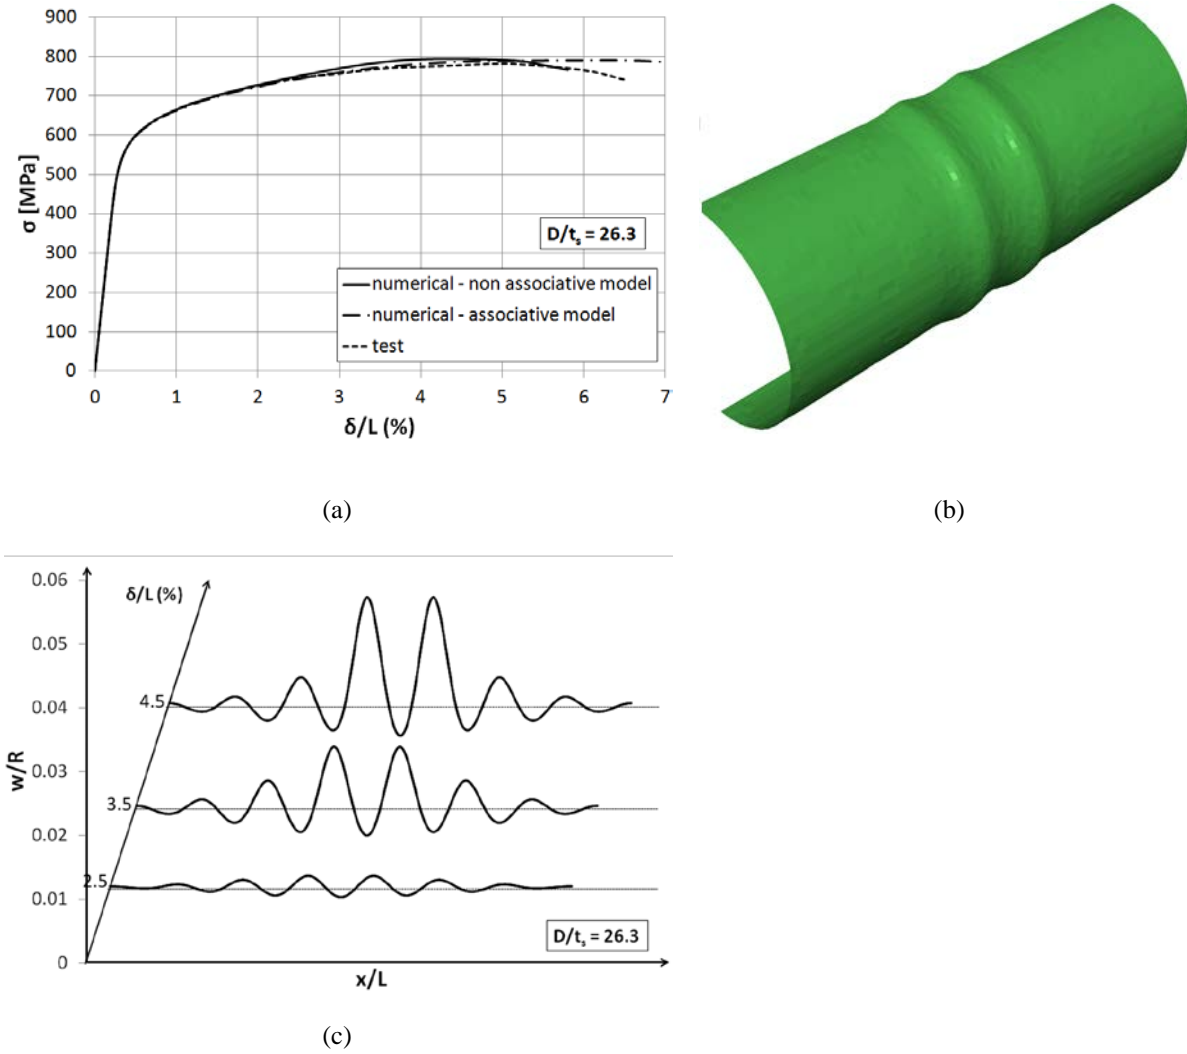 900
800
700
600
500
400
300
200
100
0
σ [MPa]
D/ts = 26.3
numerical - non associative model
numerical - associative model
test
0 1 2 3 4 5 6 7
δ/L (%)
(a)
(b)
0.06
0.05
0.04
0.03
0.02
0.01
0
w/R
δ/L (%)
4.5
3.5
2.5
D/ts = 26.3
x/L
(c)